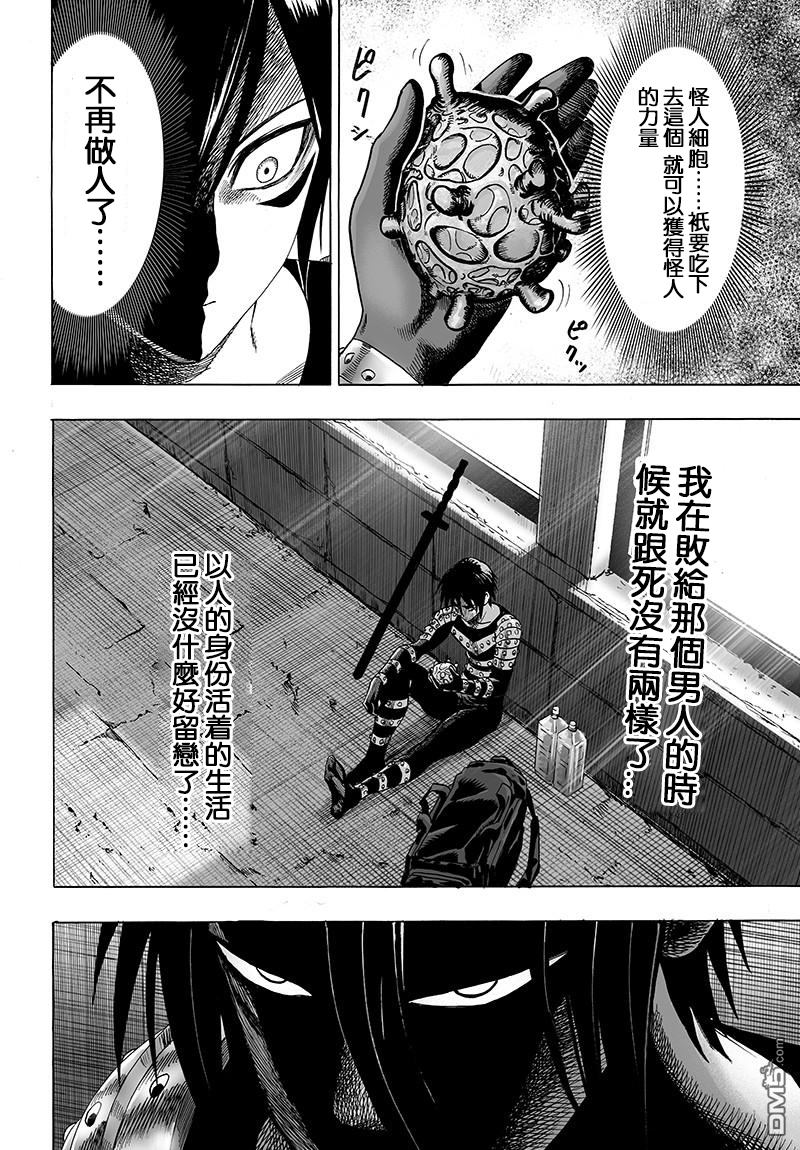 怪人細胞……衹要吃下
去這個 就可以獲得怪人
的力量
ピクッ
ピクッ
不再做人了……
我在敗給那個男人的時
候就跟死沒有兩樣了……
以人的身份活着的生活
已經沒什麼好留戀了……
DM5.com